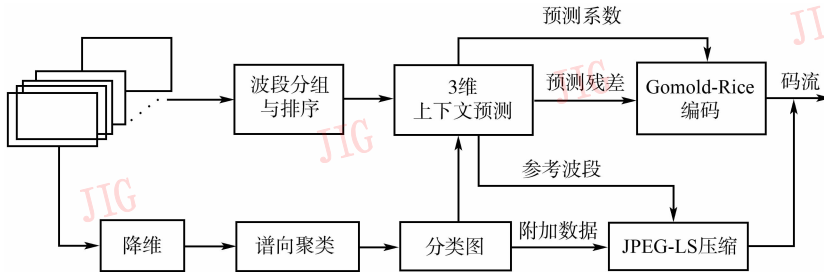 预测系数
JIG
波段分组
与排序
3维
上下文预测
预测残差
JIG
Gomold-Rice
编码
码流
JIG
参考波段
JIG
降维
谱向聚类
分类图
附加数据
JPEG-LS压缩